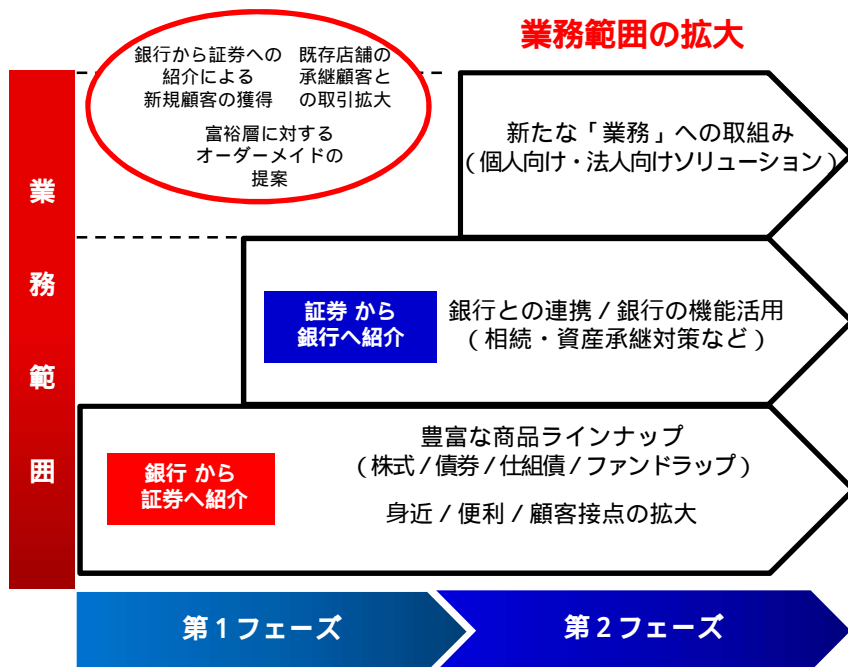 業務範囲の拡大
銀行から証券への
紹介による
新規顧客の獲得
既存店舗の
承継顧客と
の取引拡大
富裕層に対する
オーダーメイドの
提案
業務範囲
新たな「業務」への取組み
(個人向け・法人向けソリューション)
証券 から
銀行へ紹介
銀行との連携 / 銀行の機能活用
(相続・資産承継対策など)
銀行 から
証券へ紹介
豊富な商品ラインナップ
(株式 / 債券 / 仕組債 / ファンドラップ)
身近 / 便利 / 顧客接点の拡大
第1フェーズ
第2フェーズ